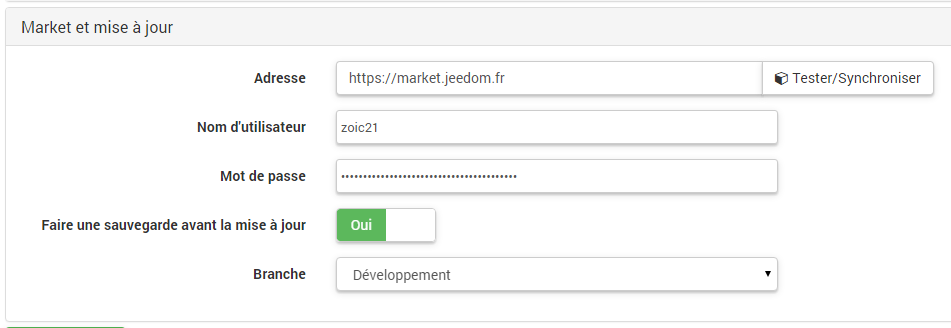 Market et mise à jour
Adresse https://market.jeedom.fr Tester/Synchroniser
Nom d'utilisateur zoic21
Mot de passe ••••••••••••••••••••••••••••••••••••••••
Faire une sauvegarde avant la mise à jour Oui
Branche Développement